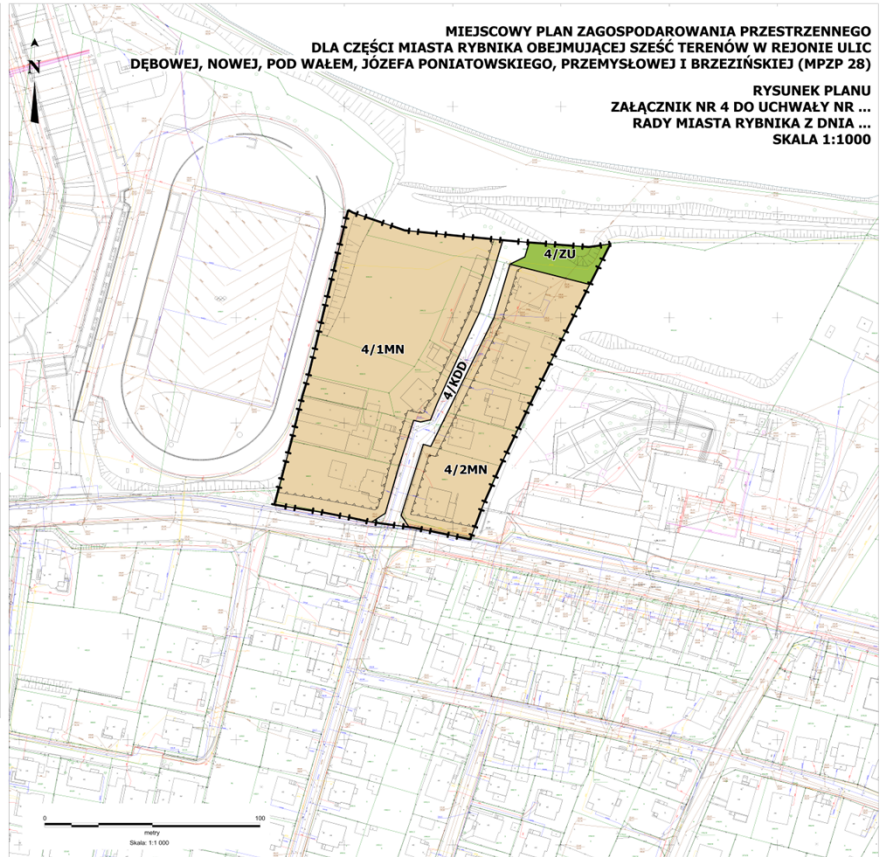 MIEJSCOWY PLAN ZAGOSPODAROWANIA PRZESTRZENNEGO
DLA CZĘŚCI MIASTA RYBNIKA OBEJMUJĄCEJ SZEŚĆ TERENÓW W REJONIE ULIC
DĘBOWEJ, NOWEJ, POD WAŁEM, JÓZEFA PONIATOWSKIEGO, PRZEMYSŁOWEJ I BRZEZIŃSKIEJ (MPZP 28)
RYSUNEK PLANU
ZAŁĄCZNIK NR 4 DO UCHWAŁY NR ...
RADY MIASTA RYBNIKA Z DNIA ...
SKALA 1:1000
N
4/ZU
4/1MN
4/KDD
4/2MN
0 100
metry
Skala: 1:1 000